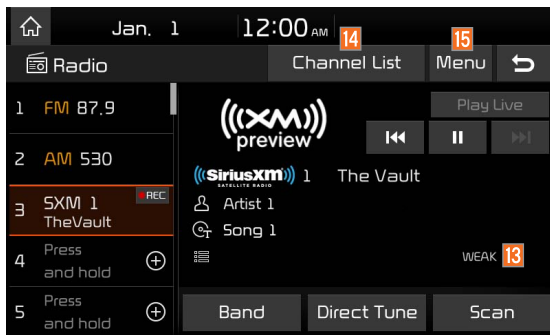 Jan. 1 12:00 AM
14 15
Radio Channel List Menu
1 FM 87.9
2 AM 530
3 SXM 1 REC
TheVault
4 Press
and hold
5 Press
and hold
((XM))
preview
Play Live
((SiriusXM)) 1 The Vault
SATELLITE RADIO
Artist 1
Song 1
WEAK 13
Band Direct Tune Scan